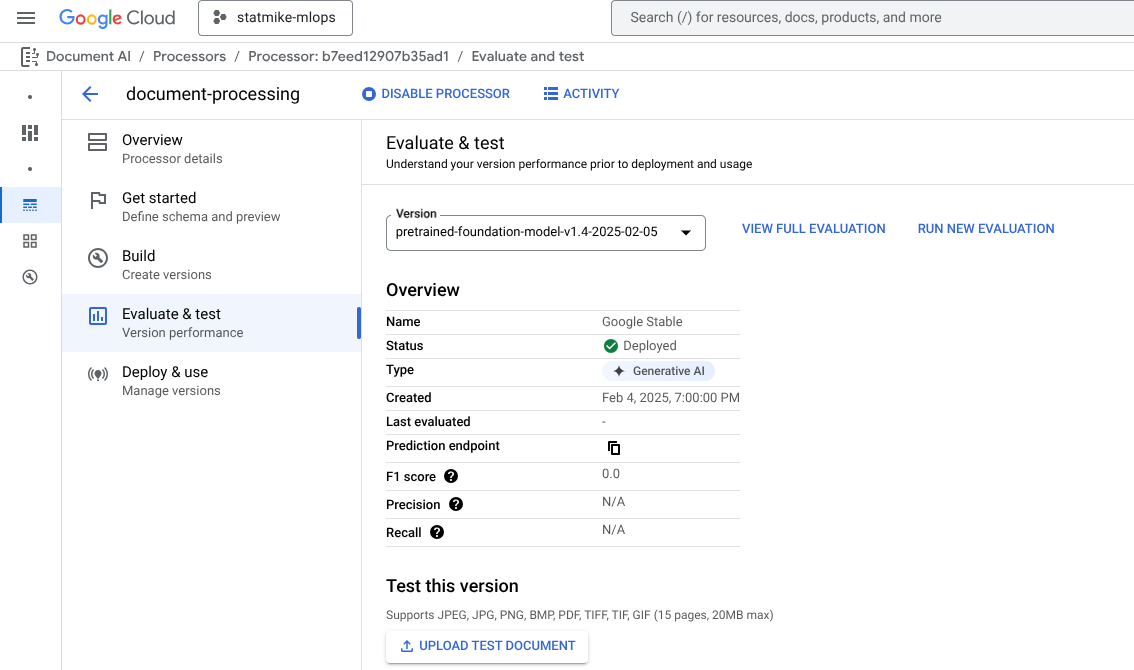 Google Cloud
statmike-mlops
Search (/) for resources, docs, products, and more
Document AI / Processors / Processor: b7eed12907b35ad1 / Evaluate and test
document-processing
DISABLE PROCESSOR
ACTIVITY
Overview
Processor details
Get started
Define schema and preview
Build
Create versions
Evaluate & test
Version performance
Deploy & use
Manage versions
Evaluate & test
Understand your version performance prior to deployment and usage
Version
pretrained-foundation-model-v1.4-2025-02-05
VIEW FULL EVALUATION
RUN NEW EVALUATION
Overview
Name Google Stable
Status Deployed
Type Generative AI
Created Feb 4, 2025, 7:00:00 PM
Last evaluated -
Prediction endpoint
F1 score ? 0.0
Precision ? N/A
Recall ? N/A
Test this version
Supports JPEG, JPG, PNG, BMP, PDF, TIFF, TIF, GIF (15 pages, 20MB max)
UPLOAD TEST DOCUMENT